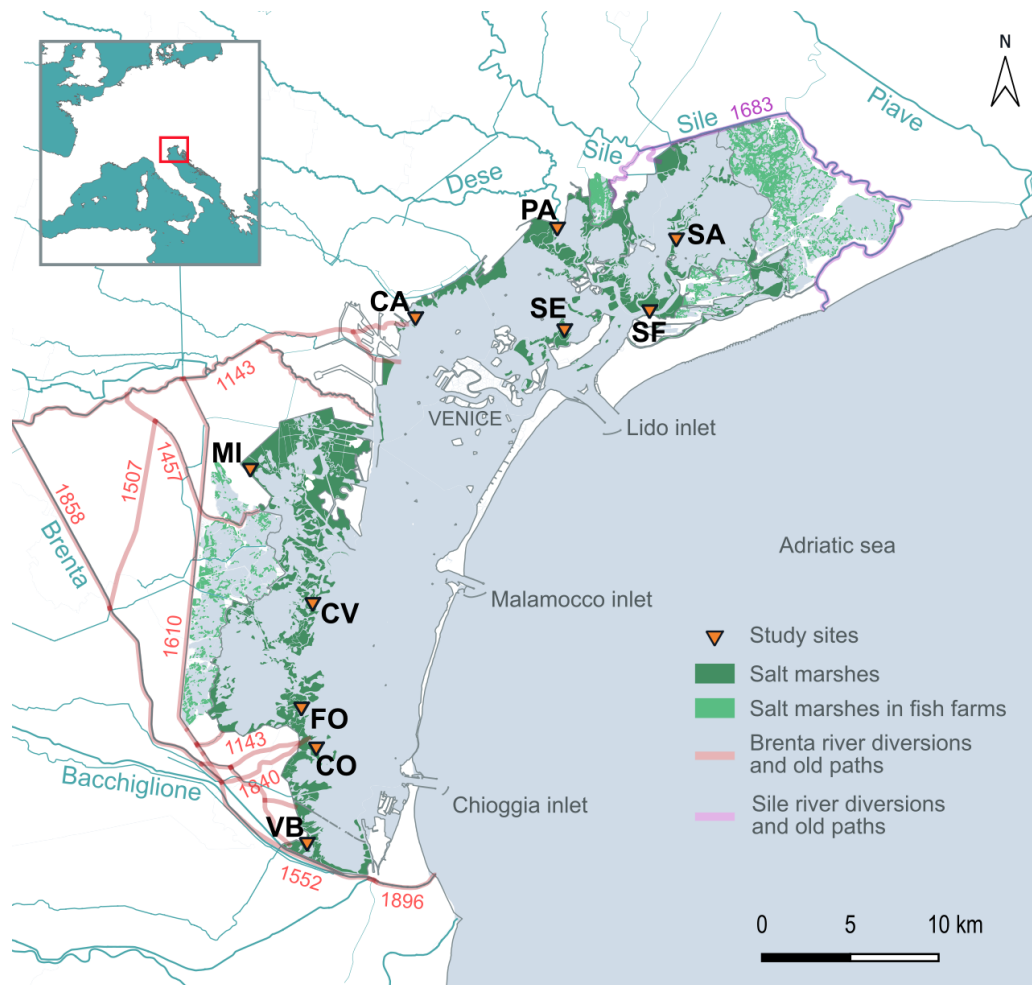 N
Piave
1683
Sile
Sile
Dese
PA
SA
CA
SE
SF
1143
VENICE
Lido inlet
MI
1457
1507
1858
Brenta
Adriatic sea
Malamocco inlet
CV
1610
Study sites
Salt marshes
Salt marshes in fish farms
Brenta river diversions
and old paths
Sile river diversions
and old paths
FO
1143
CO
1840
Bacchiglione
Chioggia inlet
VB
1552
1896
0 5 10 km